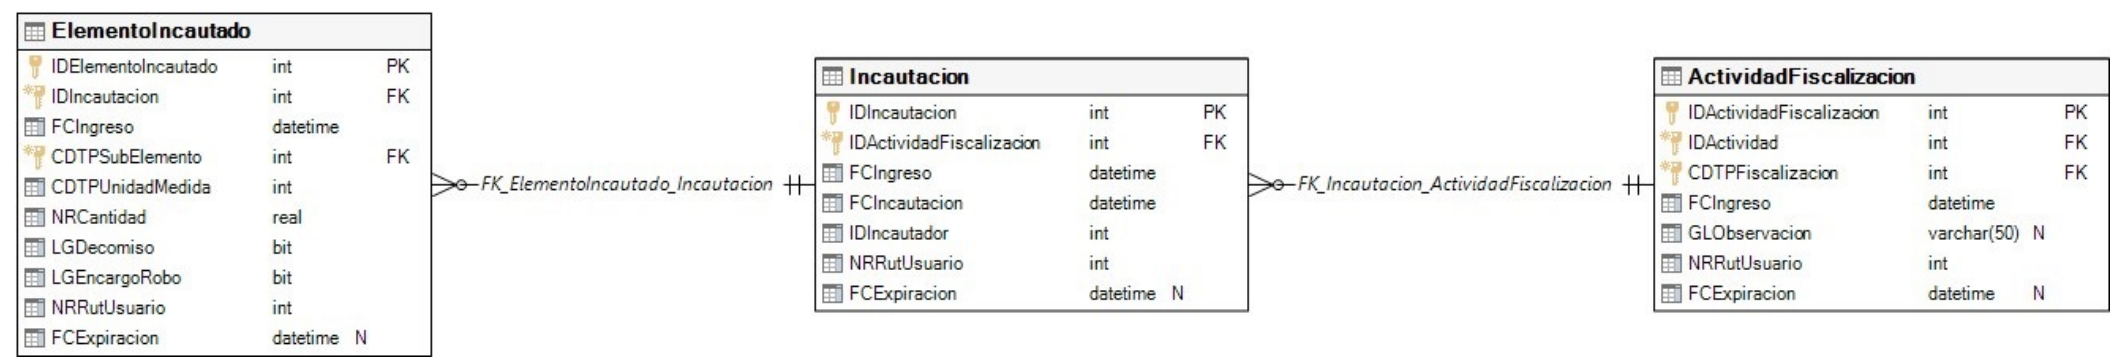 ElementoIncautado
IDElementoIncautado int PK
IDIncautacion int FK
FCIngreso datetime
CDTPSubElemento int FK
CDTPUnidadMedida int
NRCantidad real
LGDecomiso bit
LGEncargoRobo bit
NRRutUsuario int
FCExpiracion datetime N
FK_ElementoIncautado_Incautacion
Incautacion
IDIncautacion int PK
IDActividadFiscalizacion int FK
FCIngreso datetime
FCIncautacion datetime
IDIncautador int
NRRutUsuario int
FCExpiracion datetime N
FK_Incautacion_ActividadFiscalizacion
ActividadFiscalizacion
IDActividadFiscalizacion int PK
IDActividad int FK
CDTPFiscalizacion int FK
FCIngreso datetime
GLObservacion varchar(50) N
NRRutUsuario int
FCExpiracion datetime N